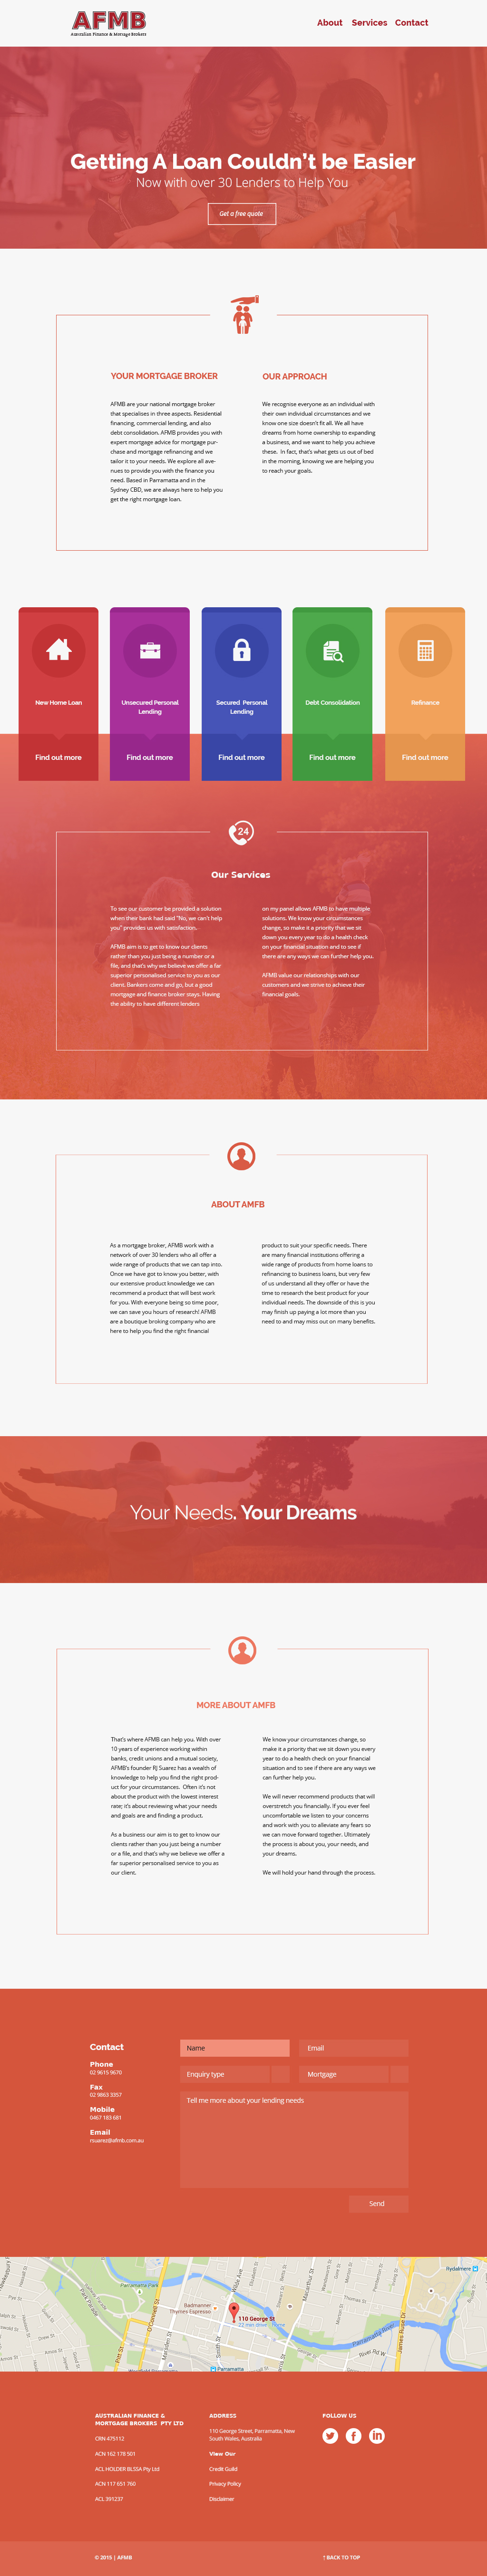 AFMB
Australian Finance & Mortage Brokers
About Services Contact
Getting A Loan Couldn't be Easier
Now with over 30 Lenders to Help You
Get a free quote
YOUR MORTGAGE BROKER
AFMB are your national mortgage broker
that specialises in three aspects. Residential
financing, commercial lending, and also
debt consolidation. AFMB provides you with
expert mortgage advice for mortgage pur-
chase and mortgage refinancing and we
tailor it to your needs. We explore all ave-
nues to provide you with the finance you
need. Based in Parramatta and in the
Sydney CBD, we are always here to help you
get the right mortgage loan.
OUR APPROACH
We recognise everyone as an individual with
their own individual circumstances and we
know one size doesn't fit all. We all have
dreams from home ownership to expanding
a business, and we want to help you achieve
these. In fact, that's what gets us out of bed
in the morning, knowing we are helping you
to reach your goals.
New Home Loan
Find out more
Unsecured Personal
Lending
Find out more
Secured Personal
Lending
Find out more
Debt Consolidation
Find out more
Refinance
Find out more
24
Our Services
To see our customer be provided a solution
when their bank had said "No, we can't help
you" provides us with satisfaction.
AFMB aim is to get to know our clients
rather than you just being a number or a
file, and that's why we believe we offer a far
superior personalised service to you as our
client. Bankers come and go, but a good
mortgage and finance broker stays. Having
the ability to have different lenders
on my panel allows AFMB to have multiple
solutions. We know your circumstances
change, so make it a priority that we sit
down you every year to do a health check
on your financial situation and to see if
there are any ways we can further help you.
AFMB value our relationships with our
customers and we strive to achieve their
financial goals.
ABOUT AMFB
As a mortgage broker, AFMB work with a
network of over 30 lenders who all offer a
wide range of products that we can tap into.
Once we have got to know you better, with
our extensive product knowledge we can
recommend a product that will best work
for you. With everyone being so time poor,
we can save you hours of research! AFMB
are a boutique broking company who are
here to help you find the right financial
product to suit your specific needs. There
are many financial institutions offering a
wide range of products from home loans to
refinancing to business loans, but very few
of us understand all they offer or have the
time to research the best product for your
individual needs. The downside of this is you
may finish up paying a lot more than you
need to and may miss out on many benefits.
Your Needs. Your Dreams
MORE ABOUT AMFB
That's where AFMB can help you. With over
10 years of experience working within
banks, credit unions and a mutual society,
AFMB's founder RJ Suarez has a wealth of
knowledge to help you find the right prod-
uct for your circumstances. Often it's not
about the product with the lowest interest
rate; it's about reviewing what your needs
and goals are and finding a product.
As a business our aim is to get to know our
clients rather than you just being a number
or a file, and that's why we believe we offer a
far superior personalised service to you as
our client.
We know your circumstances change, so
make it a priority that we sit down you every
year to do a health check on your financial
situation and to see if there are any ways we
can further help you.
We will never recommend products that will
overstretch you financially. If you ever feel
uncomfortable we listen to your concerns
and work with you to alleviate any fears so
we can move forward together. Ultimately
the process is about you, your needs, and
your dreams.
We will hold your hand through the process.
Contact
Phone
02 9615 9670
Fax
02 9863 3357
Mobile
0467 183 681
Email
rsuarez@afmb.com.au
Name
Email
Enquiry type
Mortgage
Tell me more about your lending needs
Send
Parramatta Park
O'Connell St
Pitt St
Marsden St
Wilde Ave
Macarthur St
Thomas St
Parramatta River
River Rd W
James Ruse Dr
Rydalmere
Badmanner
Thynes Espresso
110 George St
Parramatta
AUSTRALIAN FINANCE &
MORTGAGE BROKERS PTY LTD
CRN 475112
ACN 162 178 501
ACL HOLDER BLSSA Pty Ltd
ACN 117 651 760
ACL 391237
ADDRESS
110 George Street, Parramatta, New
South Wales, Australia
View Our
Credit Guild
Privacy Policy
Disclaimer
FOLLOW US
© 2015 | AFMB
↑ BACK TO TOP